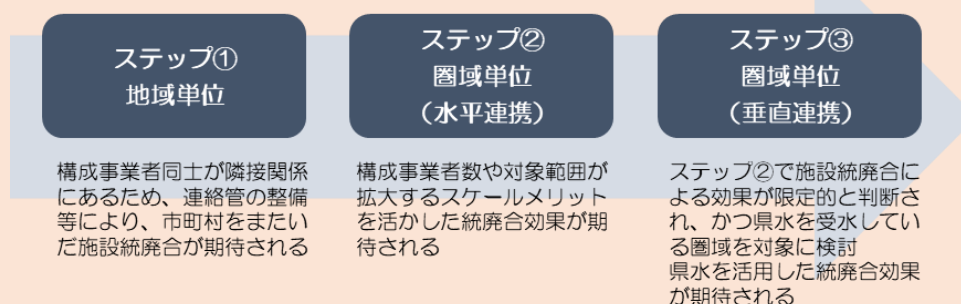 ステップ①
地域単位
構成事業者同士が隣接関係
にあるため、連絡管の整備
等により、市町村をまたい
だ施設統廃合が期待される
ステップ②
圏域単位
（水平連携）
構成事業者数や対象範囲が
拡大するスケールメリット
を活かした統廃合効果が期
待される
ステップ③
圏域単位
（垂直連携）
ステップ②で施設統廃合に
よる効果が限定的と判断さ
れ、かつ県水を受水してい
る圏域を対象に検討
県水を活用した統廃合効果
が期待される